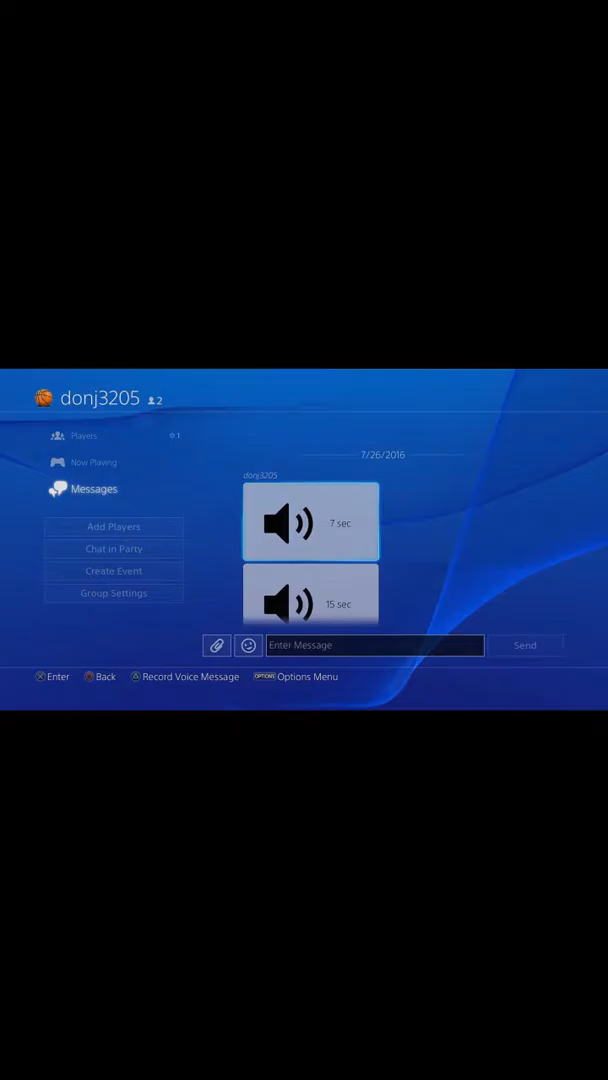 donj3205 2
Players 1
Now Playing
Messages
Add Players
Chat in Party
Create Event
Group Settings
7/26/2016
donj3205
7 sec
15 sec
Enter Message
Send
Enter Back Record Voice Message OPTIONS Options Menu